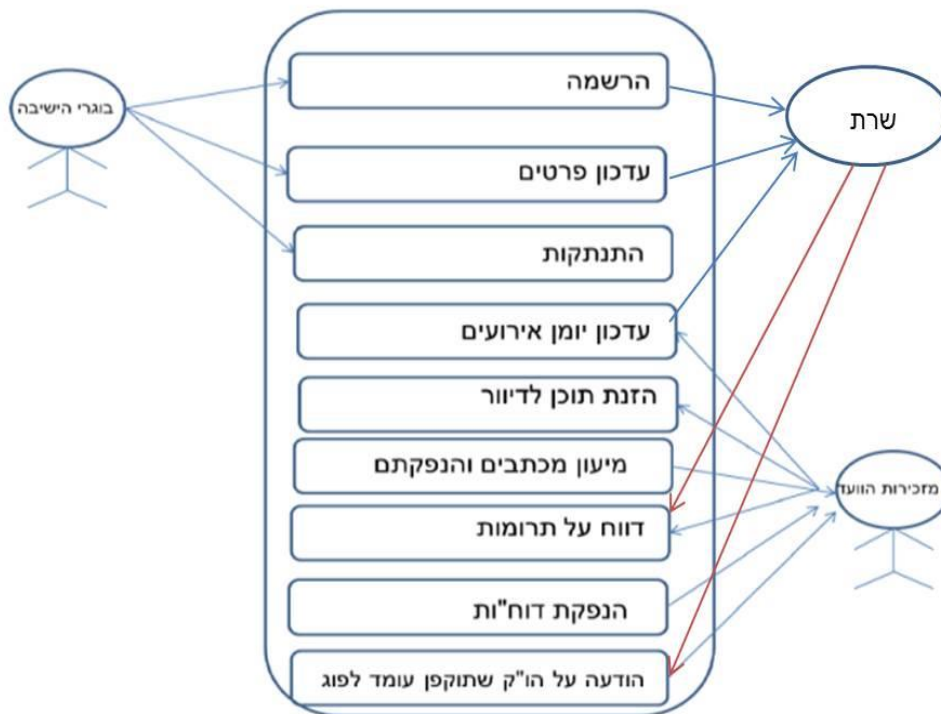 הרשמה
בוגרי הישיבה
שרת
עדכון פרטים
התנתקות
עדכון יומן אירועים
הזנת תוכן לדיוור
מיעון מכתבים והנפקתם
מזכירות הוועד
דווח על תרומות
הנפקת דוח"ות
הודעה על הו"ק שתוקפן עומד לפוג